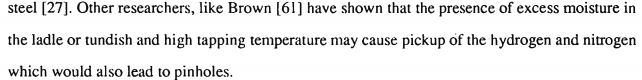 steel [27]. Other researchers, like Brown [61] have shown that the presence of excess moisture in
the ladle or tundish and high tapping temperature may cause pickup of the hydrogen and nitrogen
which would also lead to pinholes.